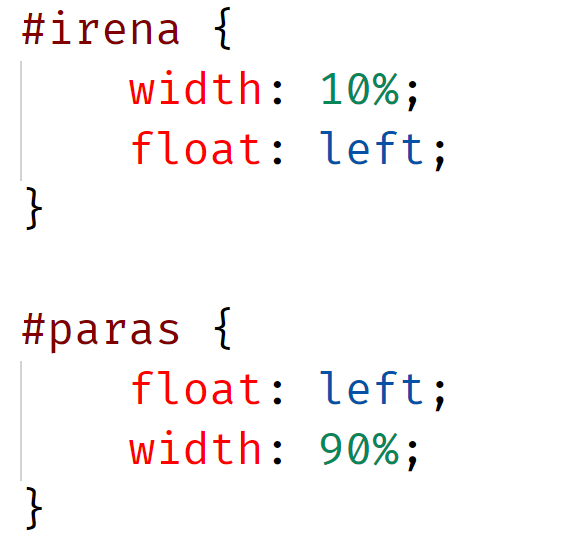 #irena {
    width: 10%;
    float: left;
}

#paras {
    float: left;
    width: 90%;
}